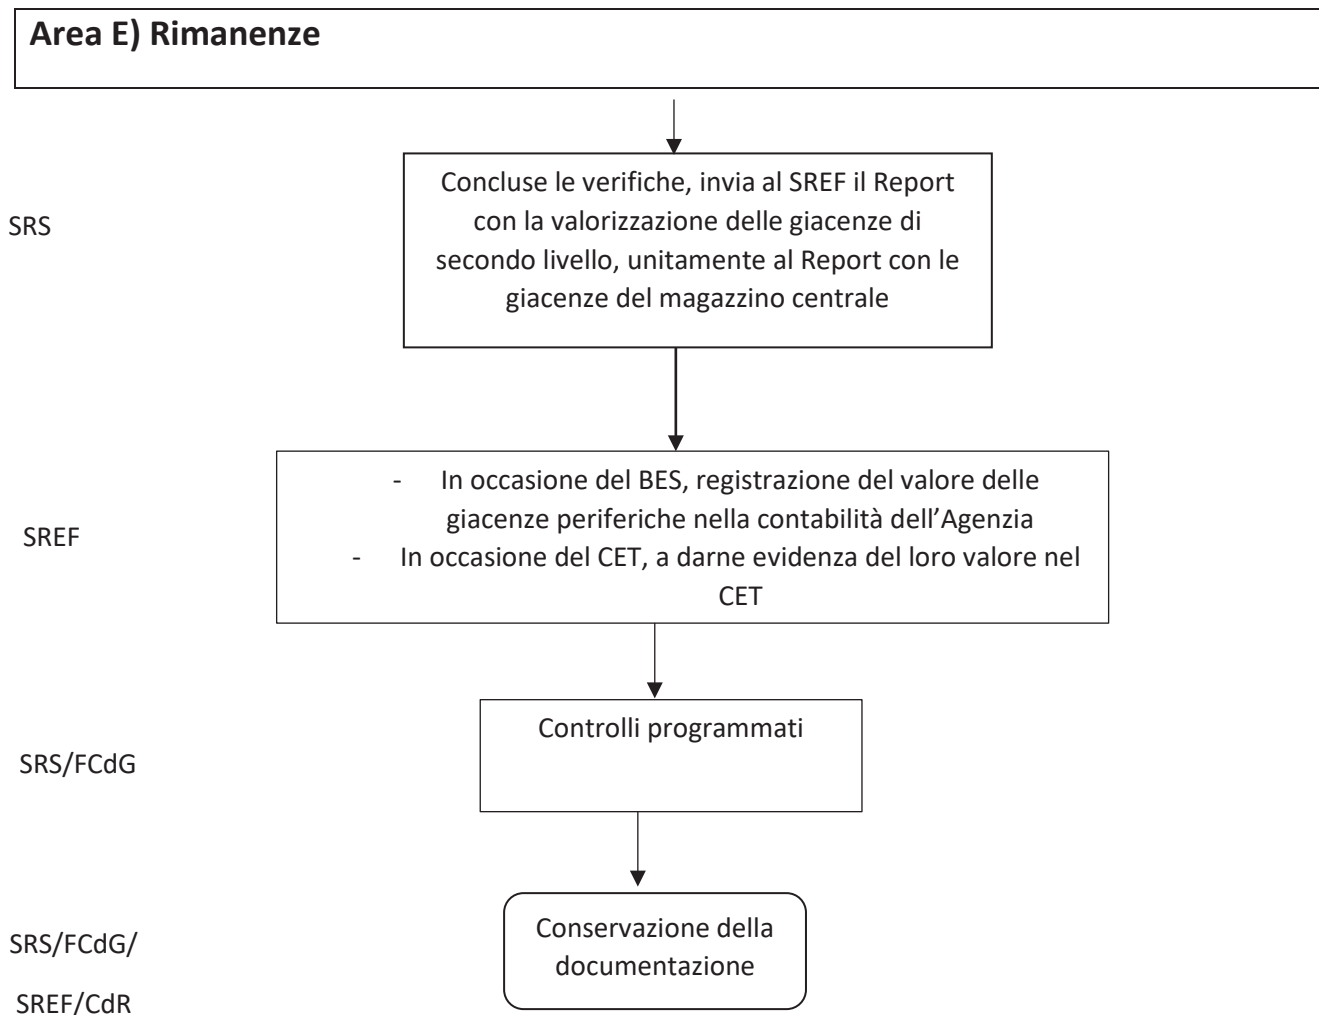 Area E) Rimanenze
SRS
Concluse le verifiche, invia al SREF il Report
con la valorizzazione delle giacenze di
secondo livello, unitamente al Report con le
giacenze del magazzino centrale
SREF
- In occasione del BES, registrazione del valore delle
giacenze periferiche nella contabilità dell’Agenzia
- In occasione del CET, a darne evidenza del loro valore nel
CET
SRS/FCdG
Controlli programmati
SRS/FCdG/
SREF/CdR
Conservazione della
documentazione